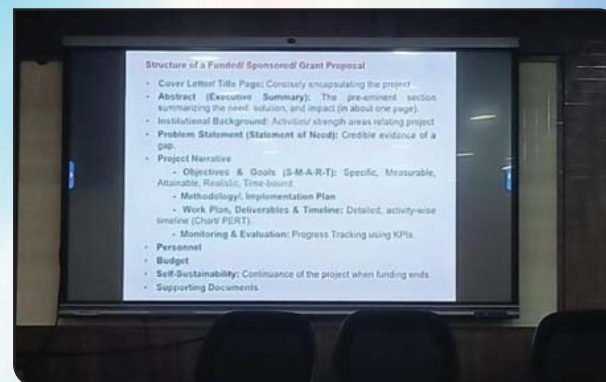 Structure of a Funded/ Sponsored/ Grant Proposal
• Cover Letter/ Title Page: Concisely encapsulating the project
• Abstract (Executive Summary): The pre-eminent section
summarizing the need, solution, and impact (in about one page).
• Institutional Background: Activities/ strength areas relating project
• Problem Statement (Statement of Need): Credible evidence of a
gap.
• Project Narrative
- Objectives & Goals (S-M-A-R-T): Specific, Measurable,
Attainable, Realistic, Time-bound.
- Methodology/, Implementation Plan
- Work Plan, Deliverables & Timeline: Detailed, activity-wise
timeline (Chart/ PERT).
- Monitoring & Evaluation: Progress Tracking using KPIs.
• Personnel
• Budget
• Self-Sustainability: Continuance of the project when funding ends.
• Supporting Documents